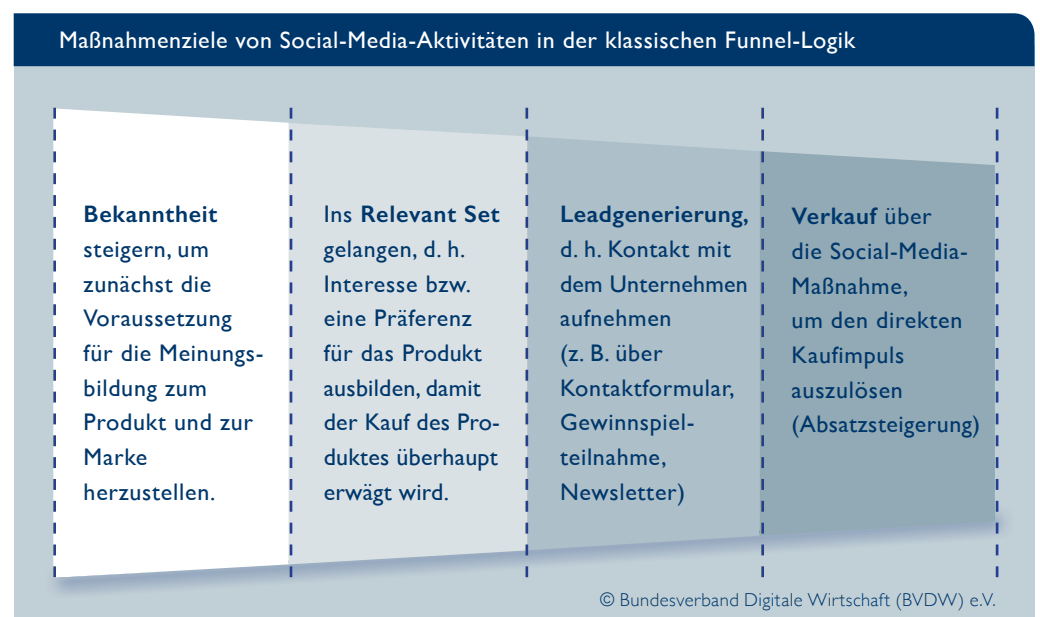 Maßnahmenziele von Social-Media-Aktivitäten in der klassischen Funnel-Logik
Bekanntheit
steigern, um
zunächst die
Voraussetzung
für die Meinungs-
bildung zum
Produkt und zur
Marke
herzustellen.
Ins Relevant Set
gelangen, d. h.
Interesse bzw.
eine Präferenz
für das Produkt
ausbilden, damit
der Kauf des Pro-
duktes überhaupt
erwägt wird.
Leadgenerierung,
d. h. Kontakt mit
dem Unternehmen
aufnehmen
(z. B. über
Kontaktformular,
Gewinnspiel-
teilnahme,
Newsletter)
Verkauf über
die Social-Media-
Maßnahme,
um den direkten
Kaufimpuls
auszulösen
(Absatzsteigerung)
© Bundesverband Digitale Wirtschaft (BVDW) e.V.